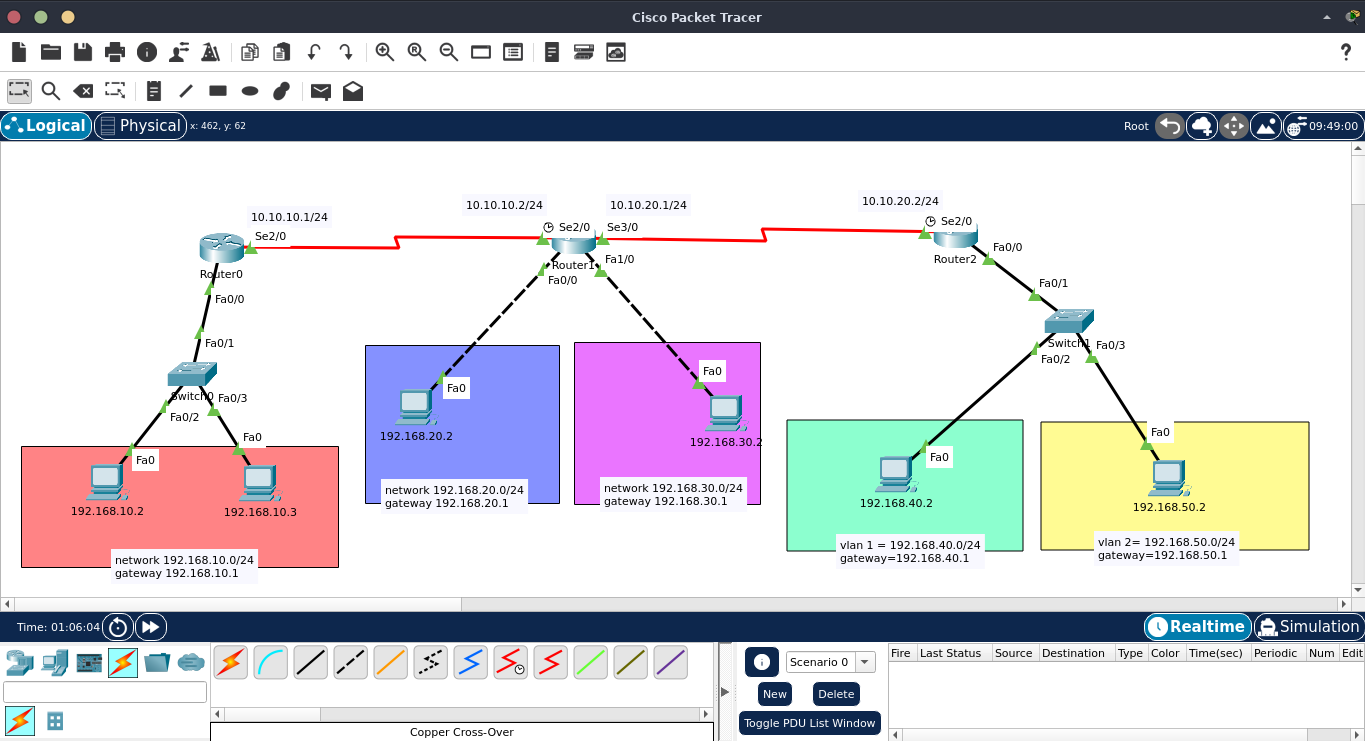 Cisco Packet Tracer
?
Logical
Physical
x: 462, y: 62
Root
09:49:00
10.10.10.1/24
10.10.10.2/24
10.10.20.1/24
10.10.20.2/24
Se2/0
Se2/0
Se3/0
Se2/0
Router0
Router1
Router2
Fa0/0
Fa0/0
Fa1/0
Fa0/0
Fa0/1
Fa0/1
Switch0
Switch1
Fa0/2
Fa0/3
Fa0/2
Fa0/3
Fa0
Fa0
Fa0
Fa0
Fa0
Fa0
192.168.10.2
192.168.10.3
192.168.20.2
192.168.30.2
192.168.40.2
192.168.50.2
network 192.168.10.0/24
gateway 192.168.10.1
network 192.168.20.0/24
gateway 192.168.20.1
network 192.168.30.0/24
gateway 192.168.30.1
vlan 1 = 192.168.40.0/24
gateway=192.168.40.1
vlan 2= 192.168.50.0/24
gateway=192.168.50.1
Time: 01:06:04
Realtime
Simulation
Scenario 0
New
Delete
Toggle PDU List Window
Fire Last Status Source Destination Type Color Time(sec) Periodic Num Edit
Copper Cross-Over